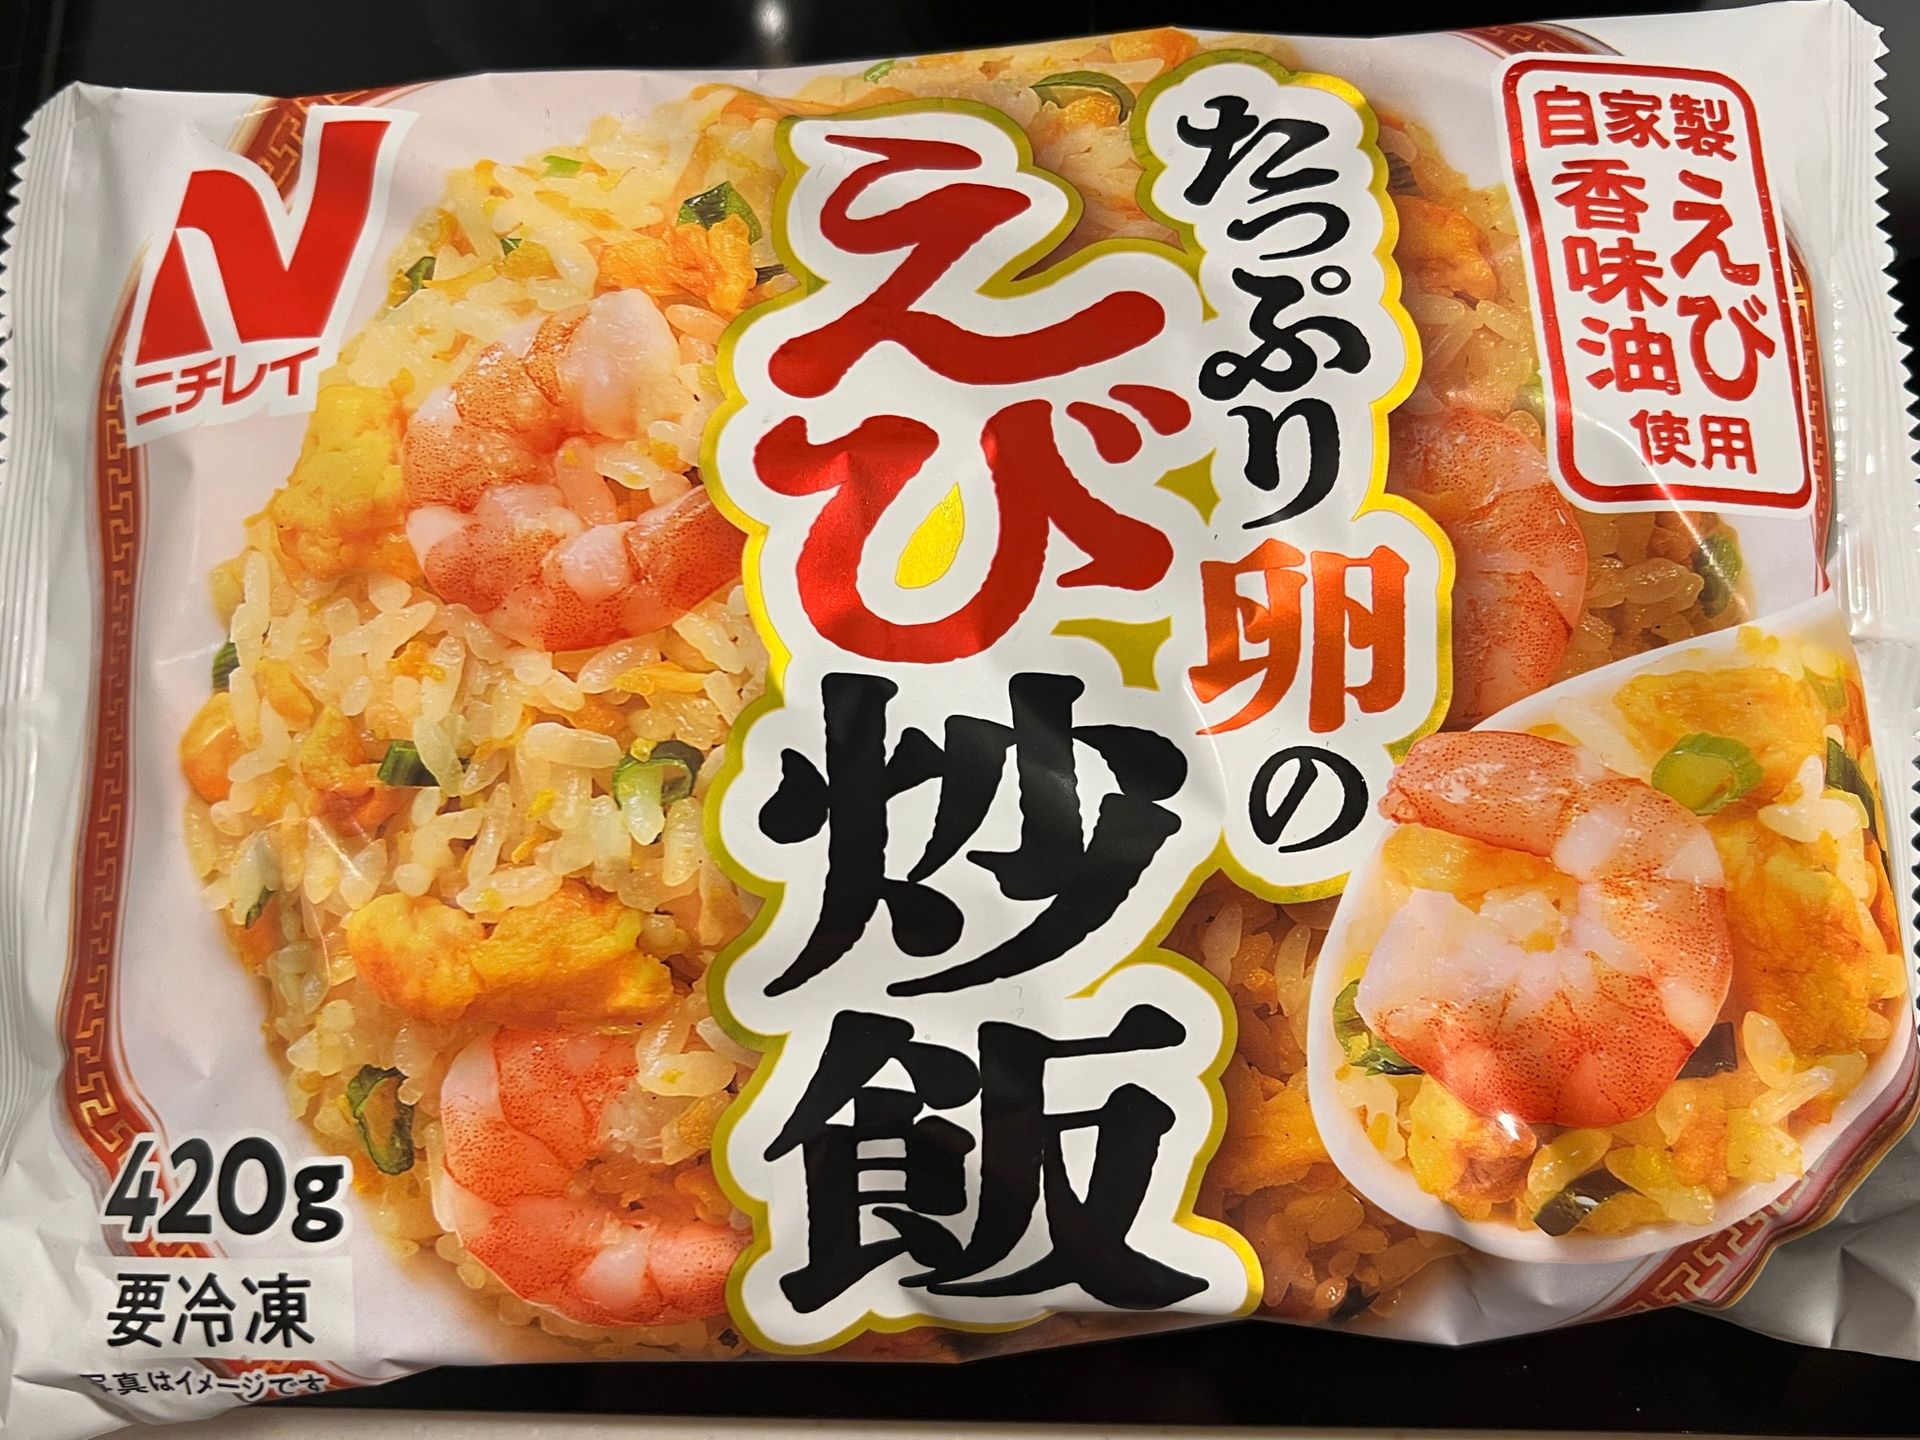 ニチレイ
自家製
えび
香味油
使用
たっぷり卵の
えび炒飯
420g
要冷凍
写真はイメージです